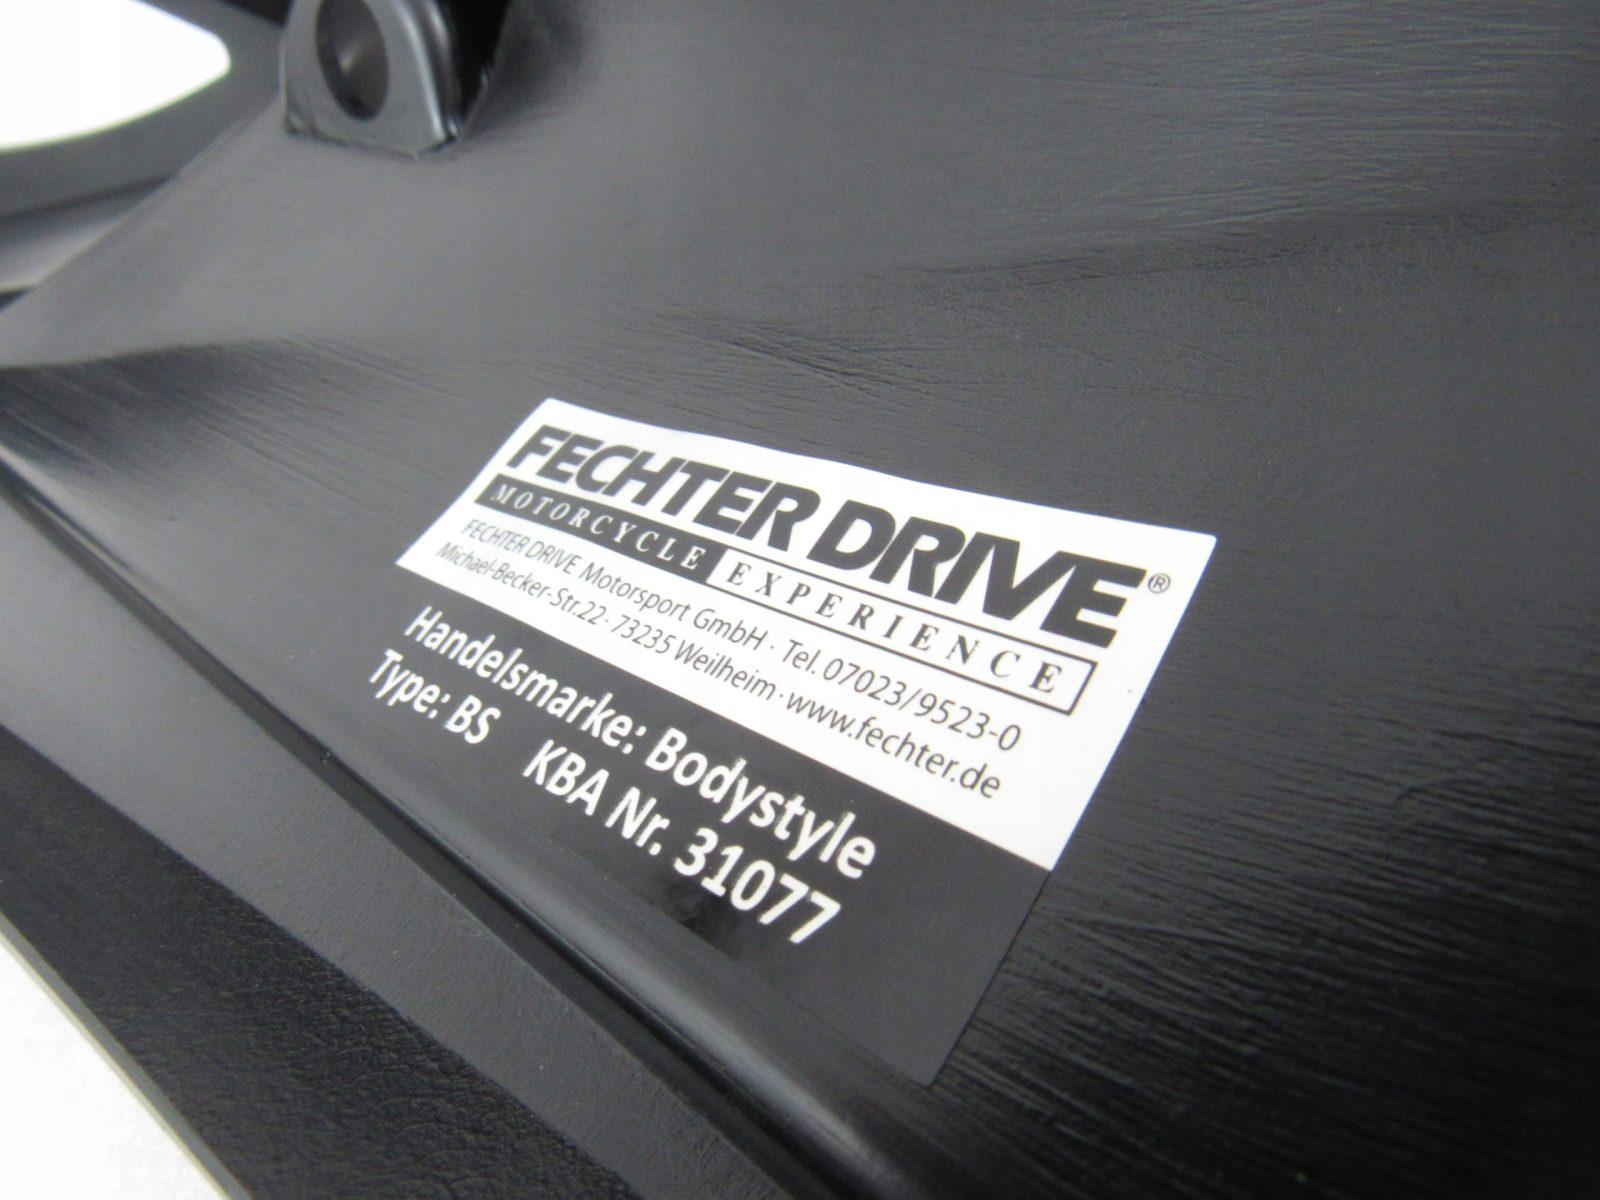 FECHTER DRIVE®
MOTORCYCLE EXPERIENCE
FECHTER DRIVE Motorsport GmbH · Tel. 07023/9523-0
Michael-Becker-Str.22 · 73235 Weilheim · www.fechter.de
Handelsmarke: Bodystyle
Type: BS KBA Nr. 31077